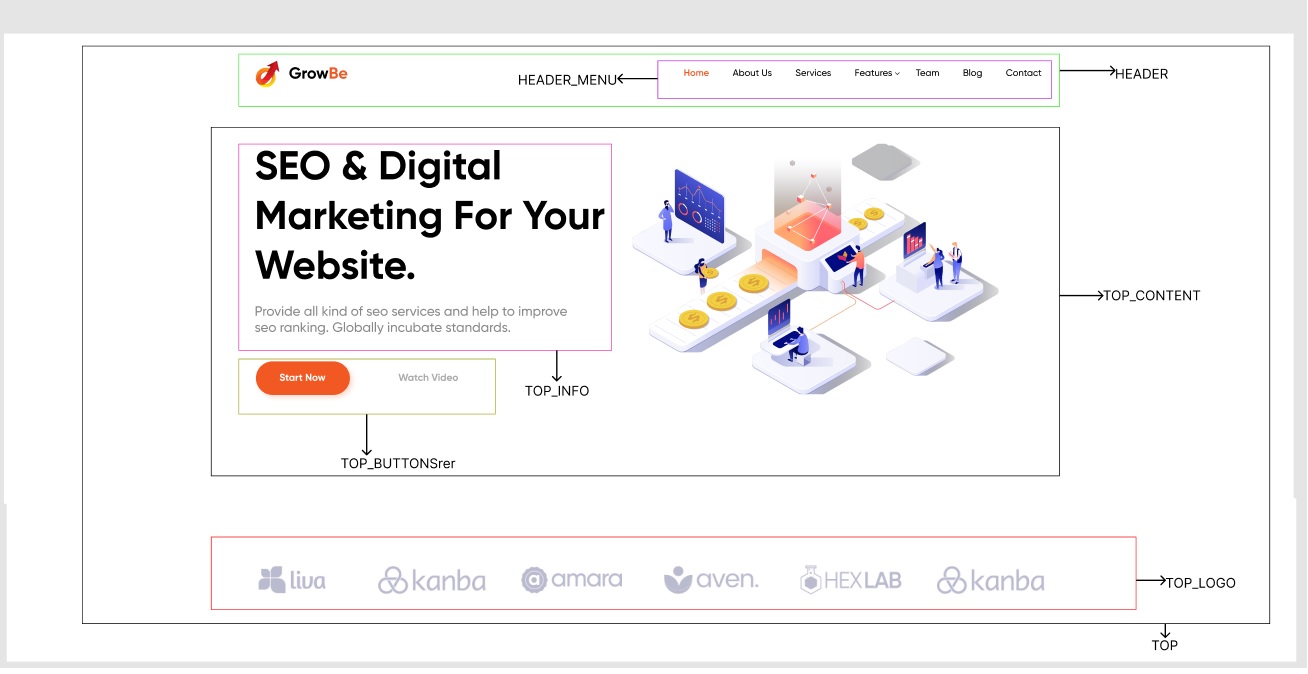 GrowBe
HEADER_MENU
Home About Us Services Features Team Blog Contact
HEADER
SEO & Digital
Marketing For Your
Website.
Provide all kind of seo services and help to improve
seo ranking. Globally incubate standards.
TOP_CONTENT
Start Now Watch Video
TOP_INFO
TOP_BUTTONSrer
liva kanba amara aven. HEXLAB kanba
TOP_LOGO
TOP